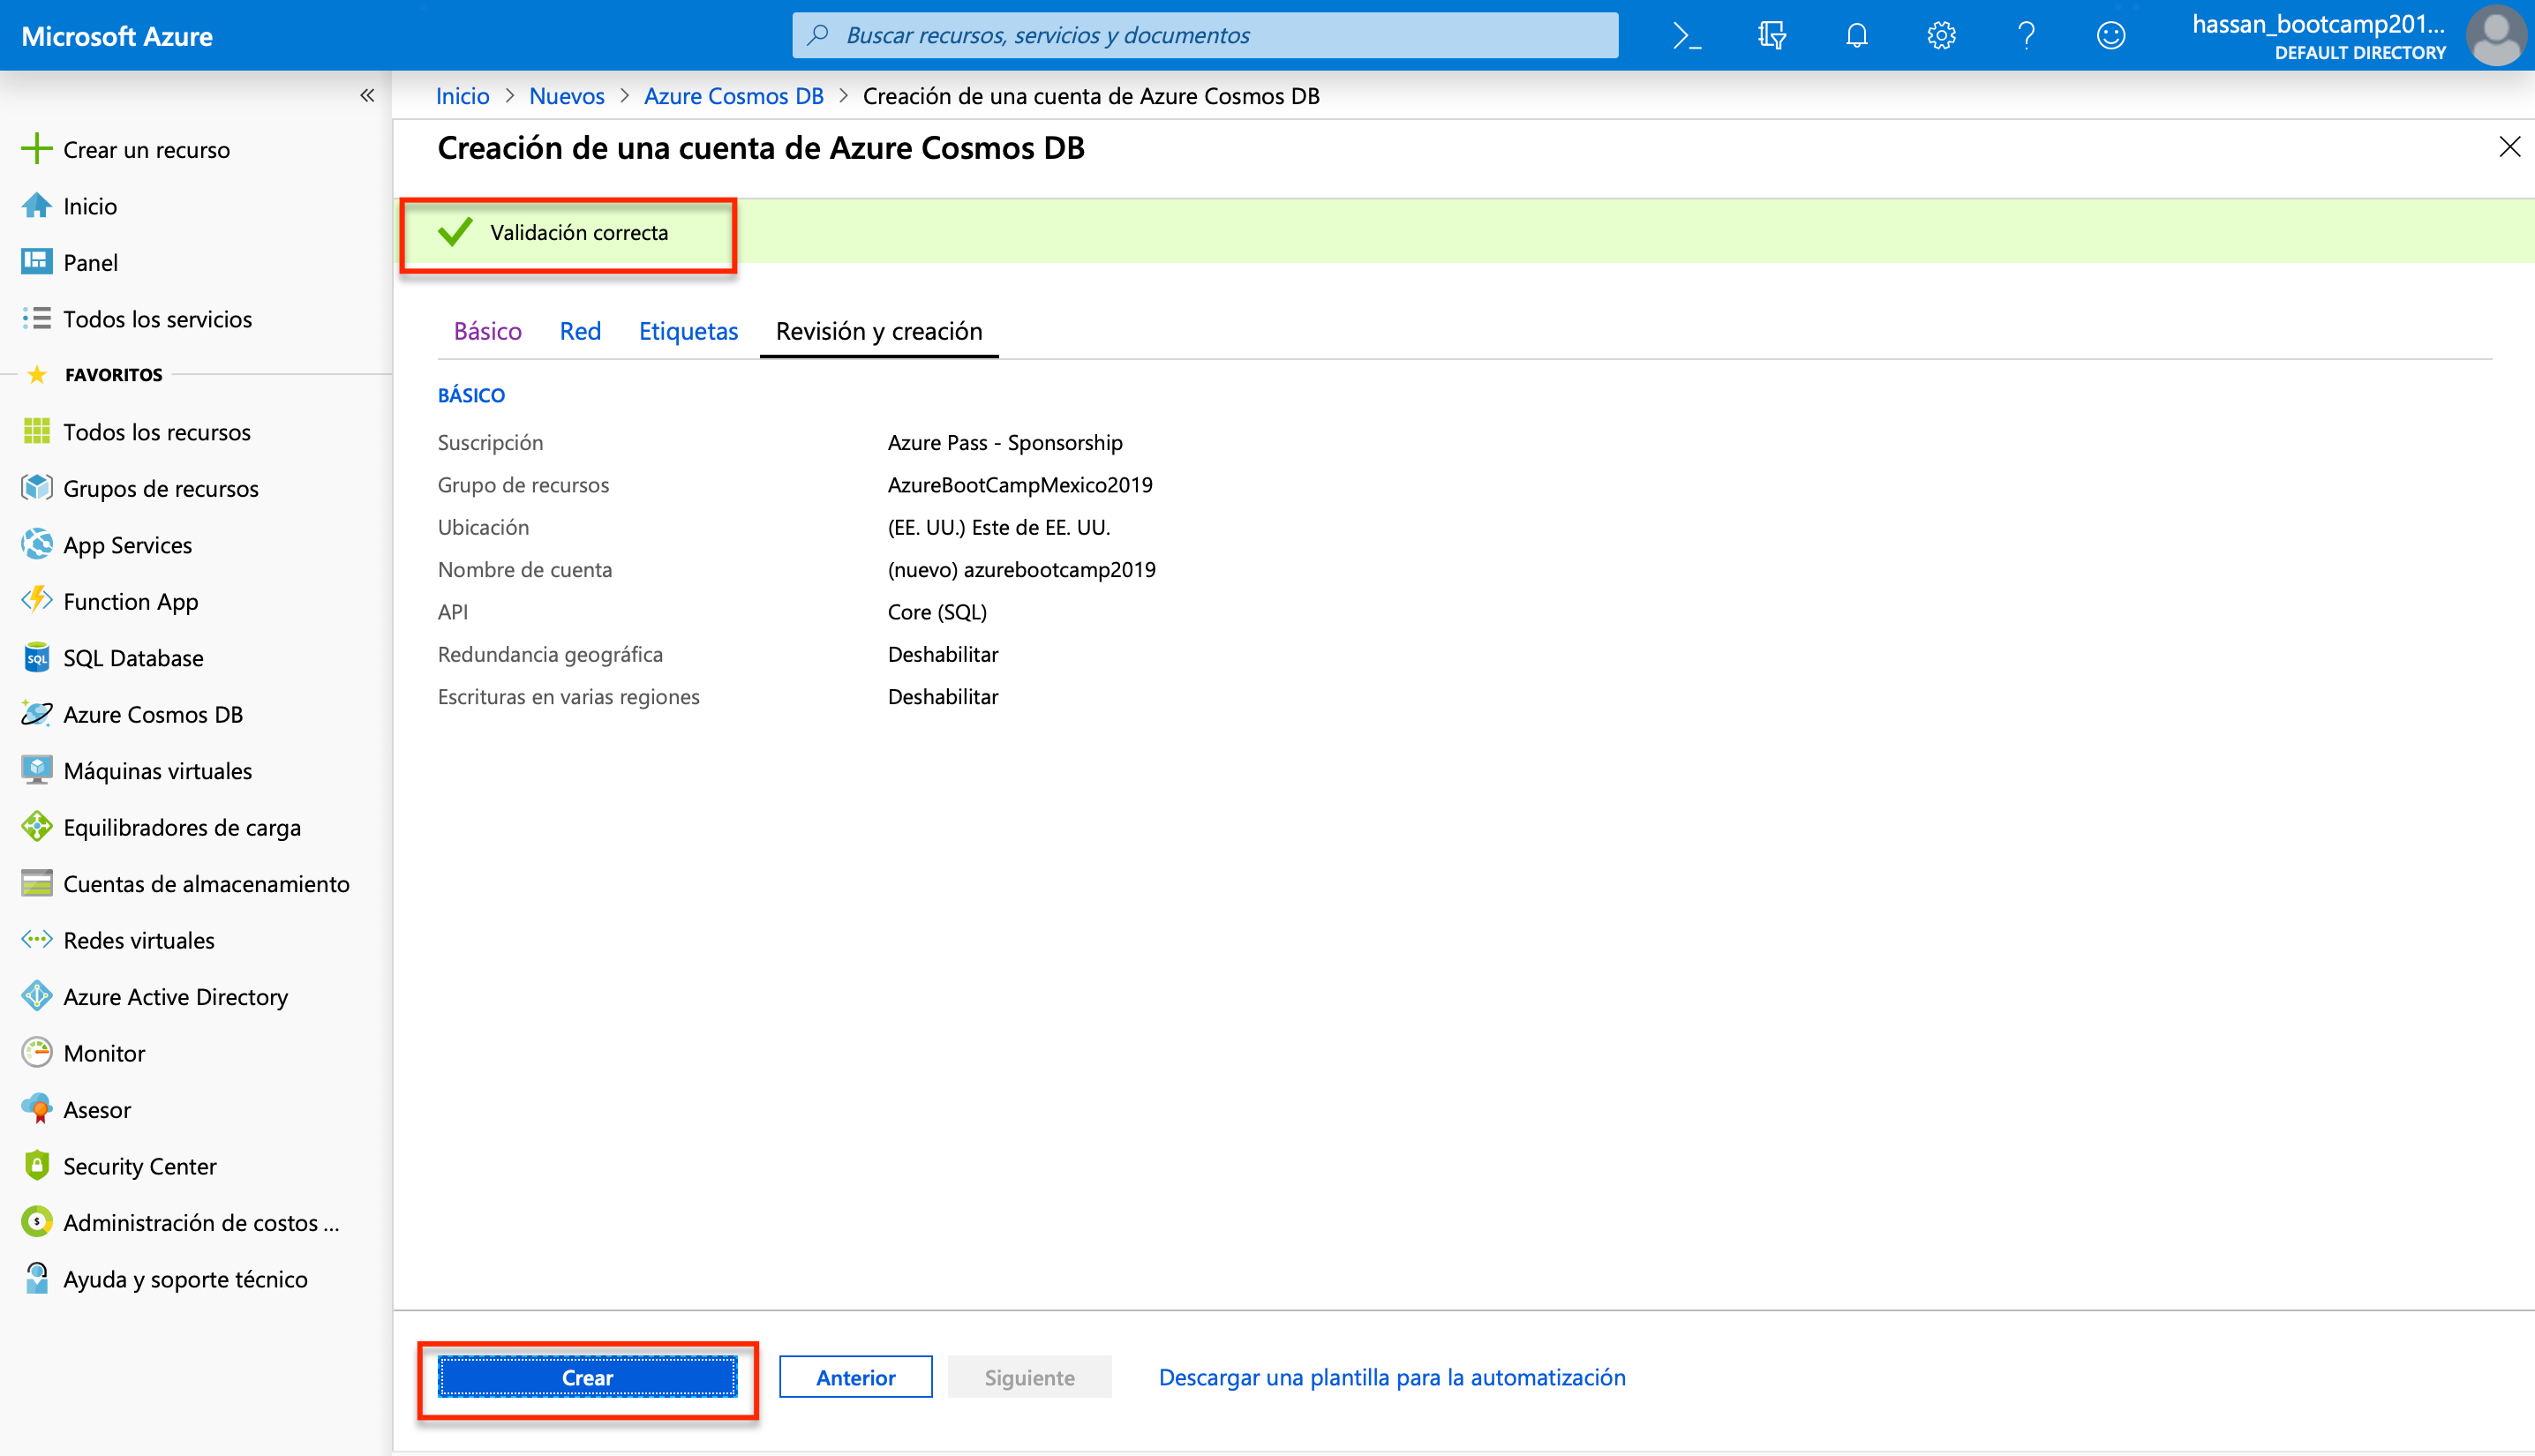 Microsoft Azure
Buscar recursos, servicios y documentos
hassan_bootcamp201...
DEFAULT DIRECTORY
Inicio > Nuevos > Azure Cosmos DB > Creación de una cuenta de Azure Cosmos DB
Creación de una cuenta de Azure Cosmos DB
Validación correcta
Crear un recurso
Inicio
Panel
Todos los servicios
FAVORITOS
Todos los recursos
Grupos de recursos
App Services
Function App
SQL Database
Azure Cosmos DB
Máquinas virtuales
Equilibradores de carga
Cuentas de almacenamiento
Redes virtuales
Azure Active Directory
Monitor
Asesor
Security Center
Administración de costos ...
Ayuda y soporte técnico
Básico Red Etiquetas Revisión y creación
BÁSICO
Suscripción Azure Pass - Sponsorship
Grupo de recursos AzureBootCampMexico2019
Ubicación (EE. UU.) Este de EE. UU.
Nombre de cuenta (nuevo) azurebootcamp2019
API Core (SQL)
Redundancia geográfica Deshabilitar
Escrituras en varias regiones Deshabilitar
Crear Anterior Siguiente Descargar una plantilla para la automatización